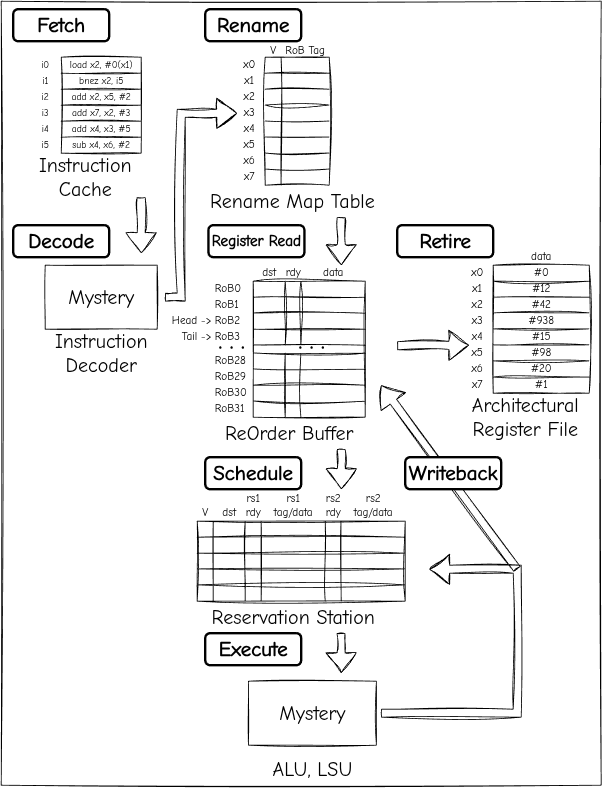 Fetch
i0 load x2, #0(x1)
i1 bnez x2, i5
i2 add x2, x5, #2
i3 add x7, x2, #3
i4 add x4, x3, #5
i5 sub x4, x6, #2
Instruction
Cache
Rename
V RoB Tag
x0
x1
x2
x3
x4
x5
x6
x7
Rename Map Table
Decode
Mystery
Instruction
Decoder
Register Read
dst rdy data
RoB0
RoB1
Head -> RoB2
Tail -> RoB3
• • • • • •
RoB28
RoB29
RoB30
RoB31
ReOrder Buffer
Retire
data
x0 #0
x1 #12
x2 #42
x3 #938
x4 #15
x5 #98
x6 #20
x7 #1
Architectural
Register File
Schedule
Writeback
rs1 rs1 rs2 rs2
V dst rdy tag/data rdy tag/data
Reservation Station
Execute
Mystery
ALU, LSU